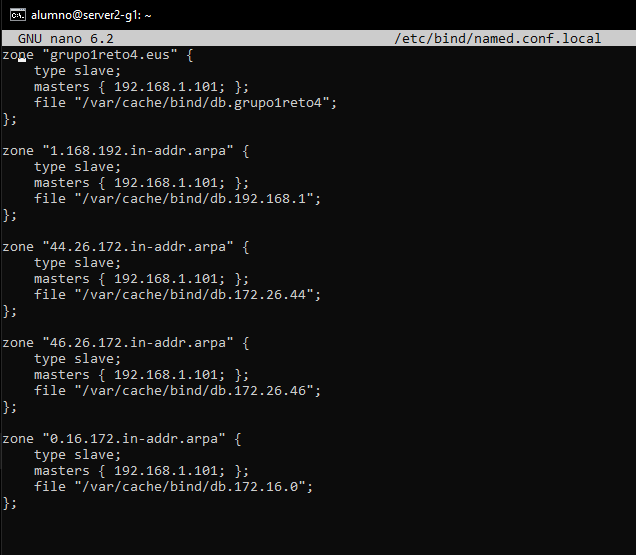 alumno@server2-g1: ~
GNU nano 6.2 /etc/bind/named.conf.local
zone "grupo1reto4.eus" {
    type slave;
    masters { 192.168.1.101; };
    file "/var/cache/bind/db.grupo1reto4";
};

zone "1.168.192.in-addr.arpa" {
    type slave;
    masters { 192.168.1.101; };
    file "/var/cache/bind/db.192.168.1";
};

zone "44.26.172.in-addr.arpa" {
    type slave;
    masters { 192.168.1.101; };
    file "/var/cache/bind/db.172.26.44";
};

zone "46.26.172.in-addr.arpa" {
    type slave;
    masters { 192.168.1.101; };
    file "/var/cache/bind/db.172.26.46";
};

zone "0.16.172.in-addr.arpa" {
    type slave;
    masters { 192.168.1.101; };
    file "/var/cache/bind/db.172.16.0";
};